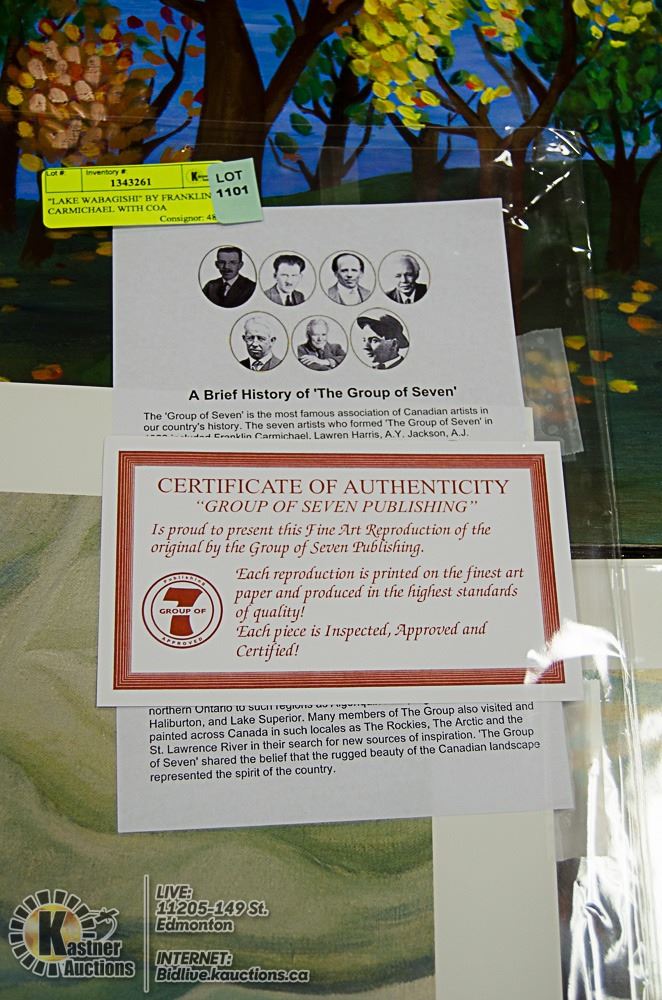 Lot #: Inventory #
1343261
LOT
1101
"LAKE WABAGISHI" BY FRANKLIN
CARMICHAEL WITH COA
Consignor: 48
A Brief History of 'The Group of Seven'
The 'Group of Seven' is the most famous association of Canadian artists in
our country's history. The seven artists who formed 'The Group of Seven' in
included Franklin Carmichael, Lawren Harris, A.Y. Jackson, A.J.
CERTIFICATE OF AUTHENTICITY
"GROUP OF SEVEN PUBLISHING"
Is proud to present this Fine Art Reproduction of the
original by the Group of Seven Publishing.
Each reproduction is printed on the finest art
paper and produced in the highest standards
of quality!
Each piece is Inspected, Approved and
Certified!
Publishing
GROUP OF
7
APPROVED
northern Ontario to such regions as
Haliburton, and Lake Superior. Many members of The Group also visited and
painted across Canada in such locales as The Rockies, The Arctic and the
St. Lawrence River in their search for new sources of inspiration. 'The Group
of Seven' shared the belief that the rugged beauty of the Canadian landscape
represented the spirit of the country.
Kastner
Auctions
LIVE:
11205-149 St.
Edmonton
INTERNET:
Bidlive.kauctions.ca